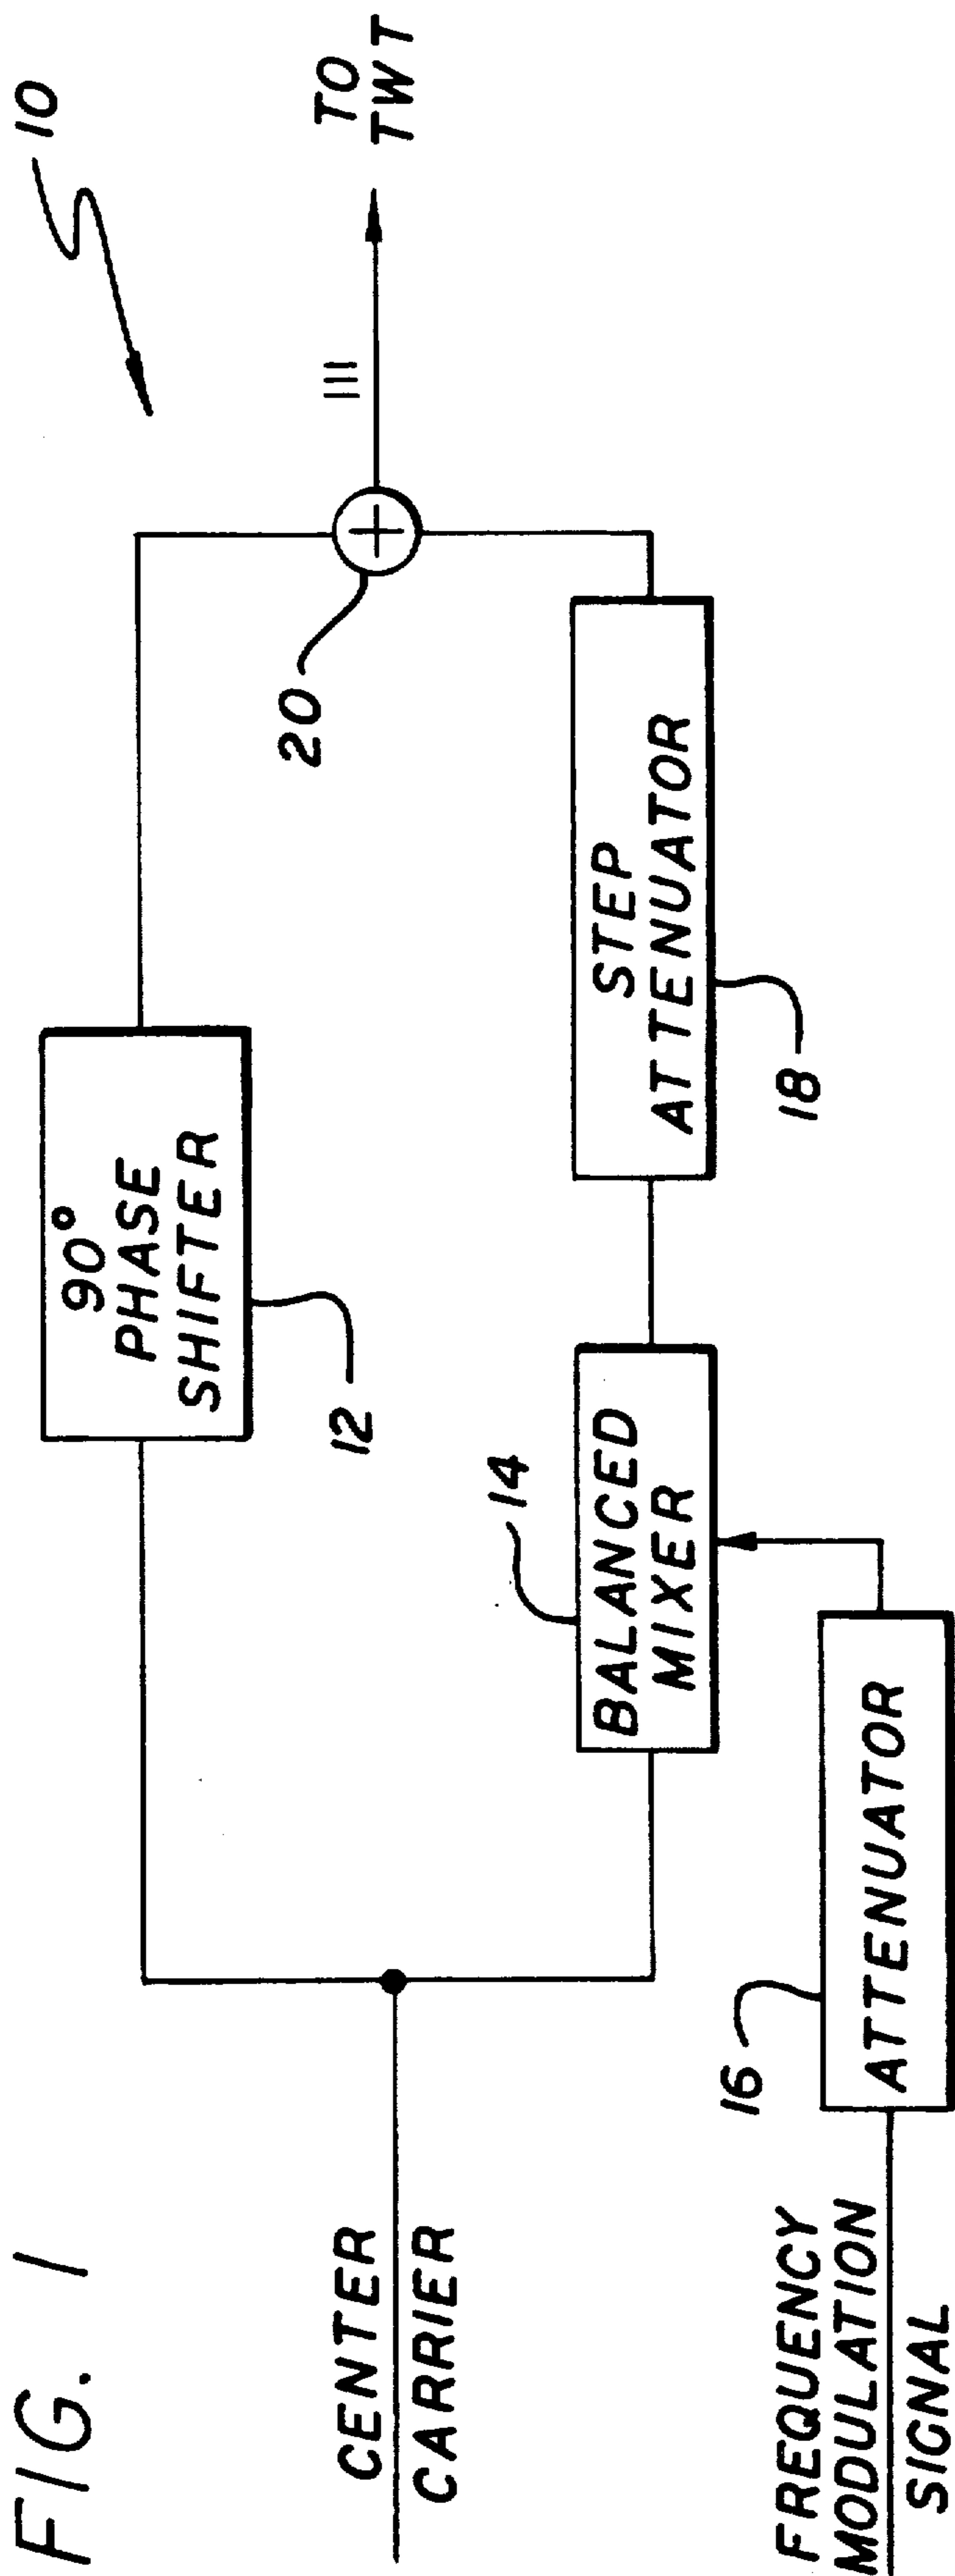 FIG. 1
10
90°
PHASE
SHIFTER
12
CENTER
CARRIER
20
TO
TWT
14
BALANCED
MIXER
STEP
ATTENUATOR
18
16
FREQUENCY
MODULATION
SIGNAL
ATTENUATOR